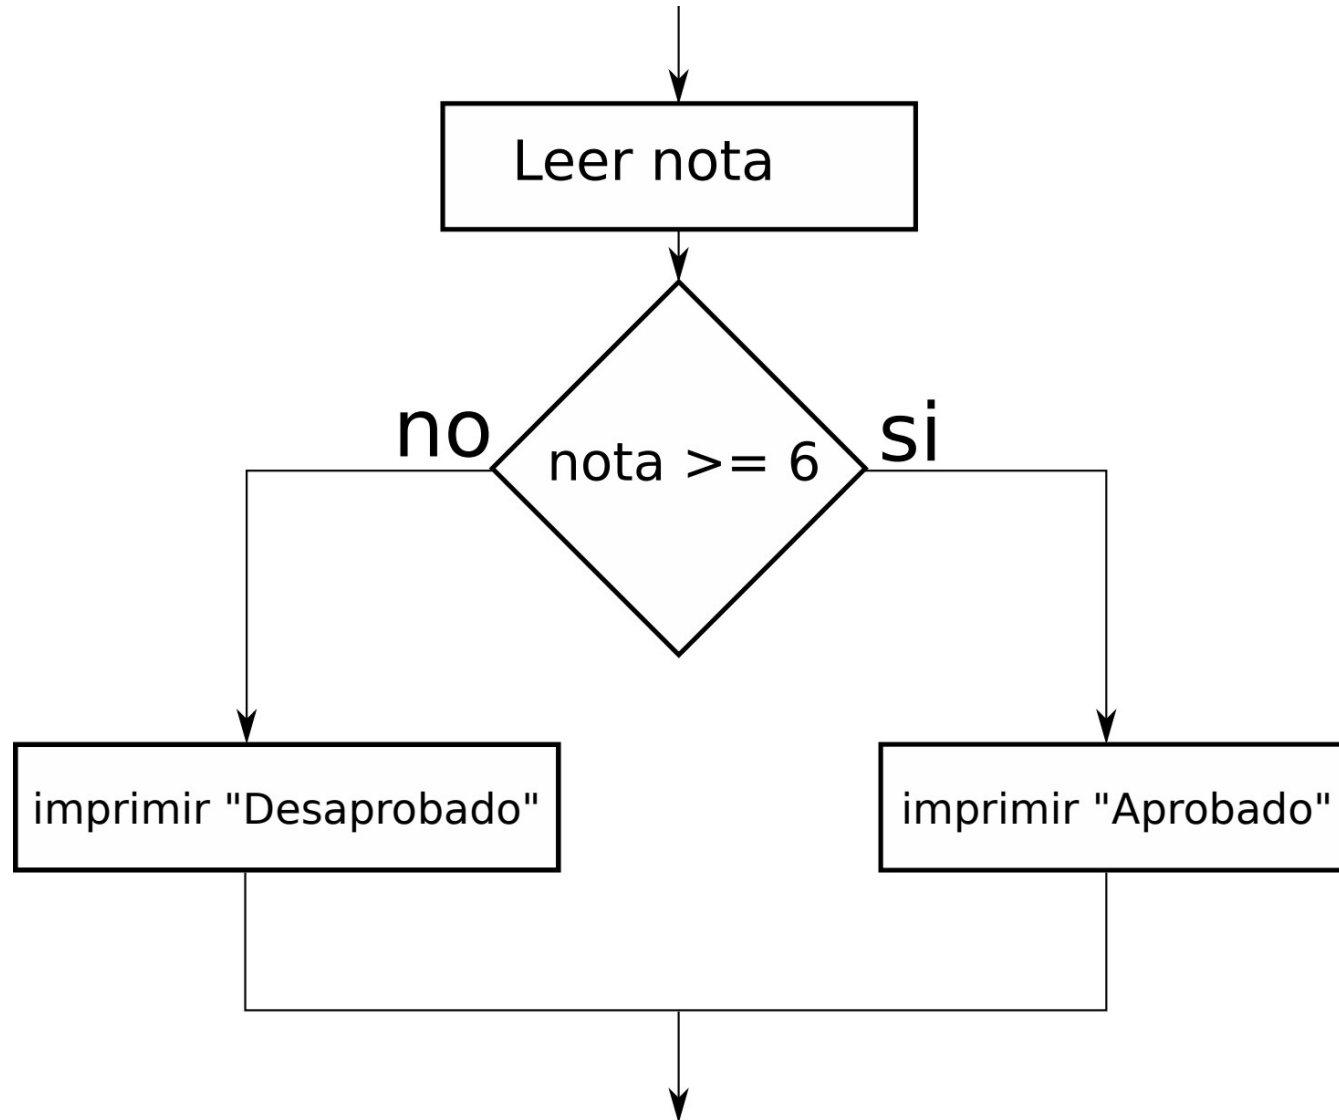 Leer nota
no
si
nota >= 6
imprimir "Desaprobado"
imprimir "Aprobado"